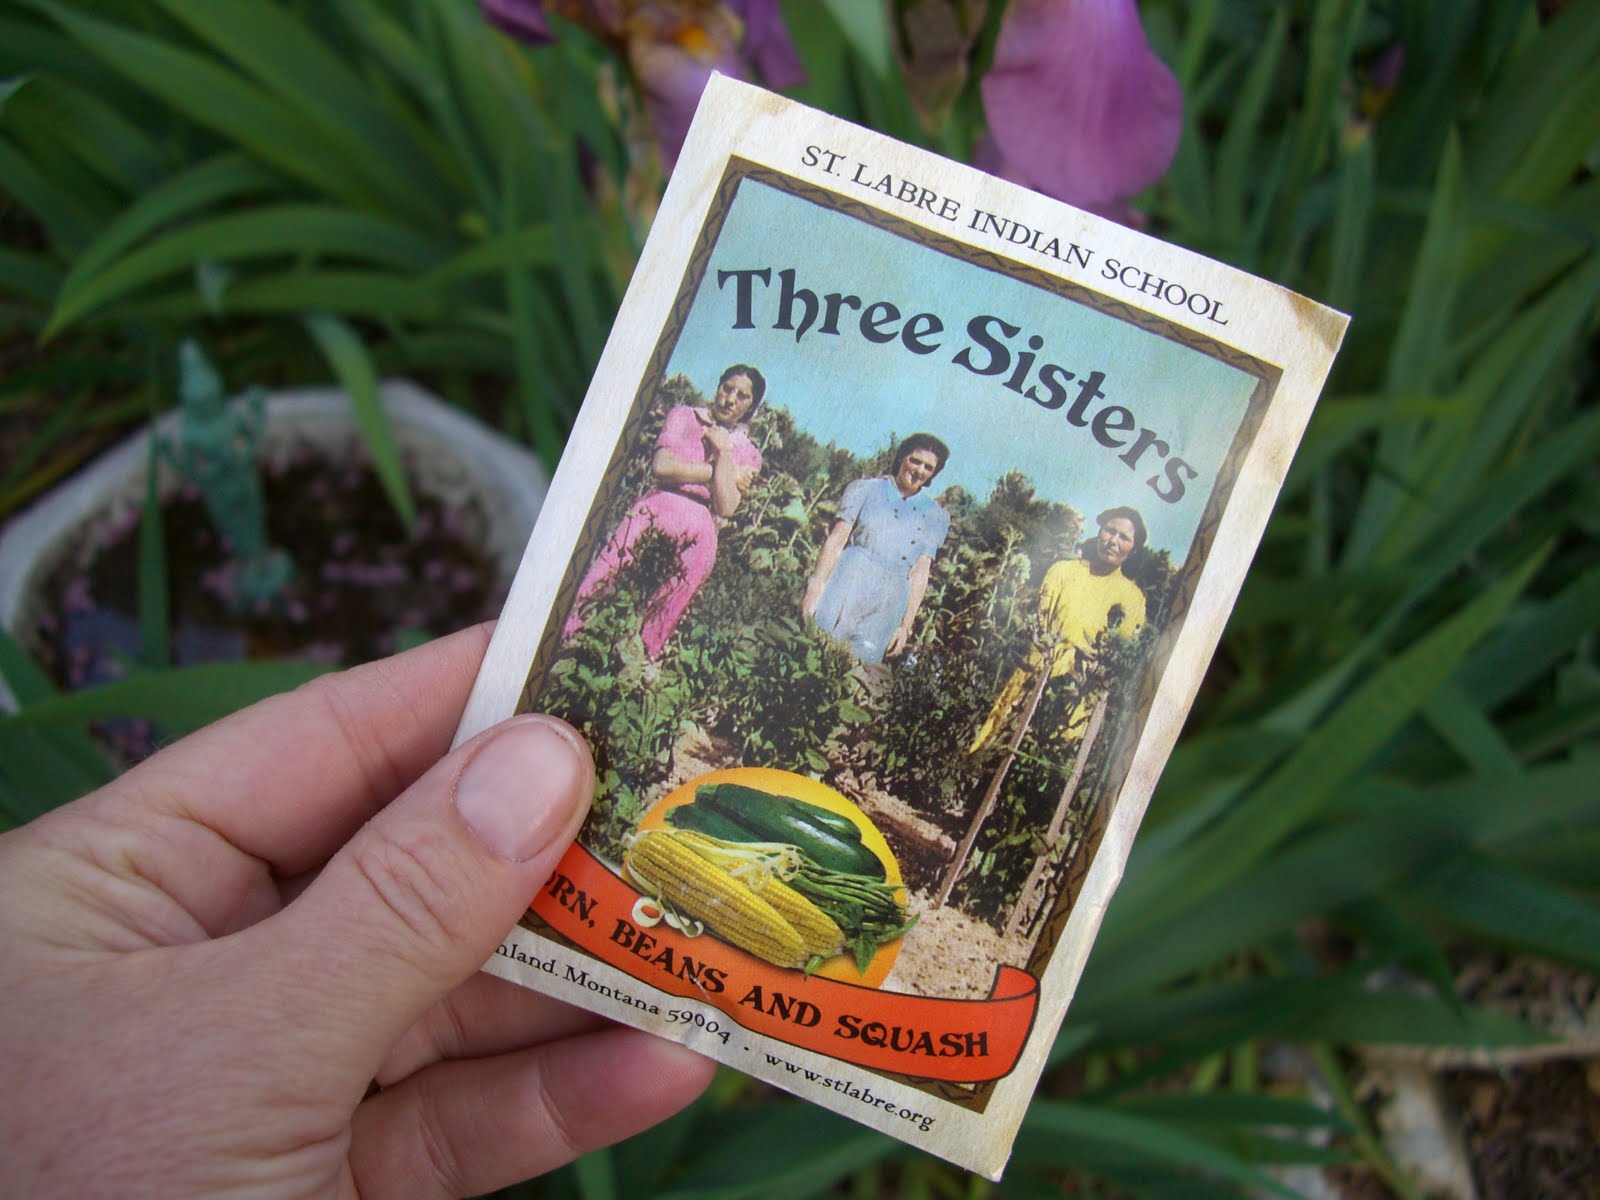 ST. LABRE INDIAN SCHOOL
Three Sisters
BEANS AND SQUASH
Montana 59004 • www.stlabre.org